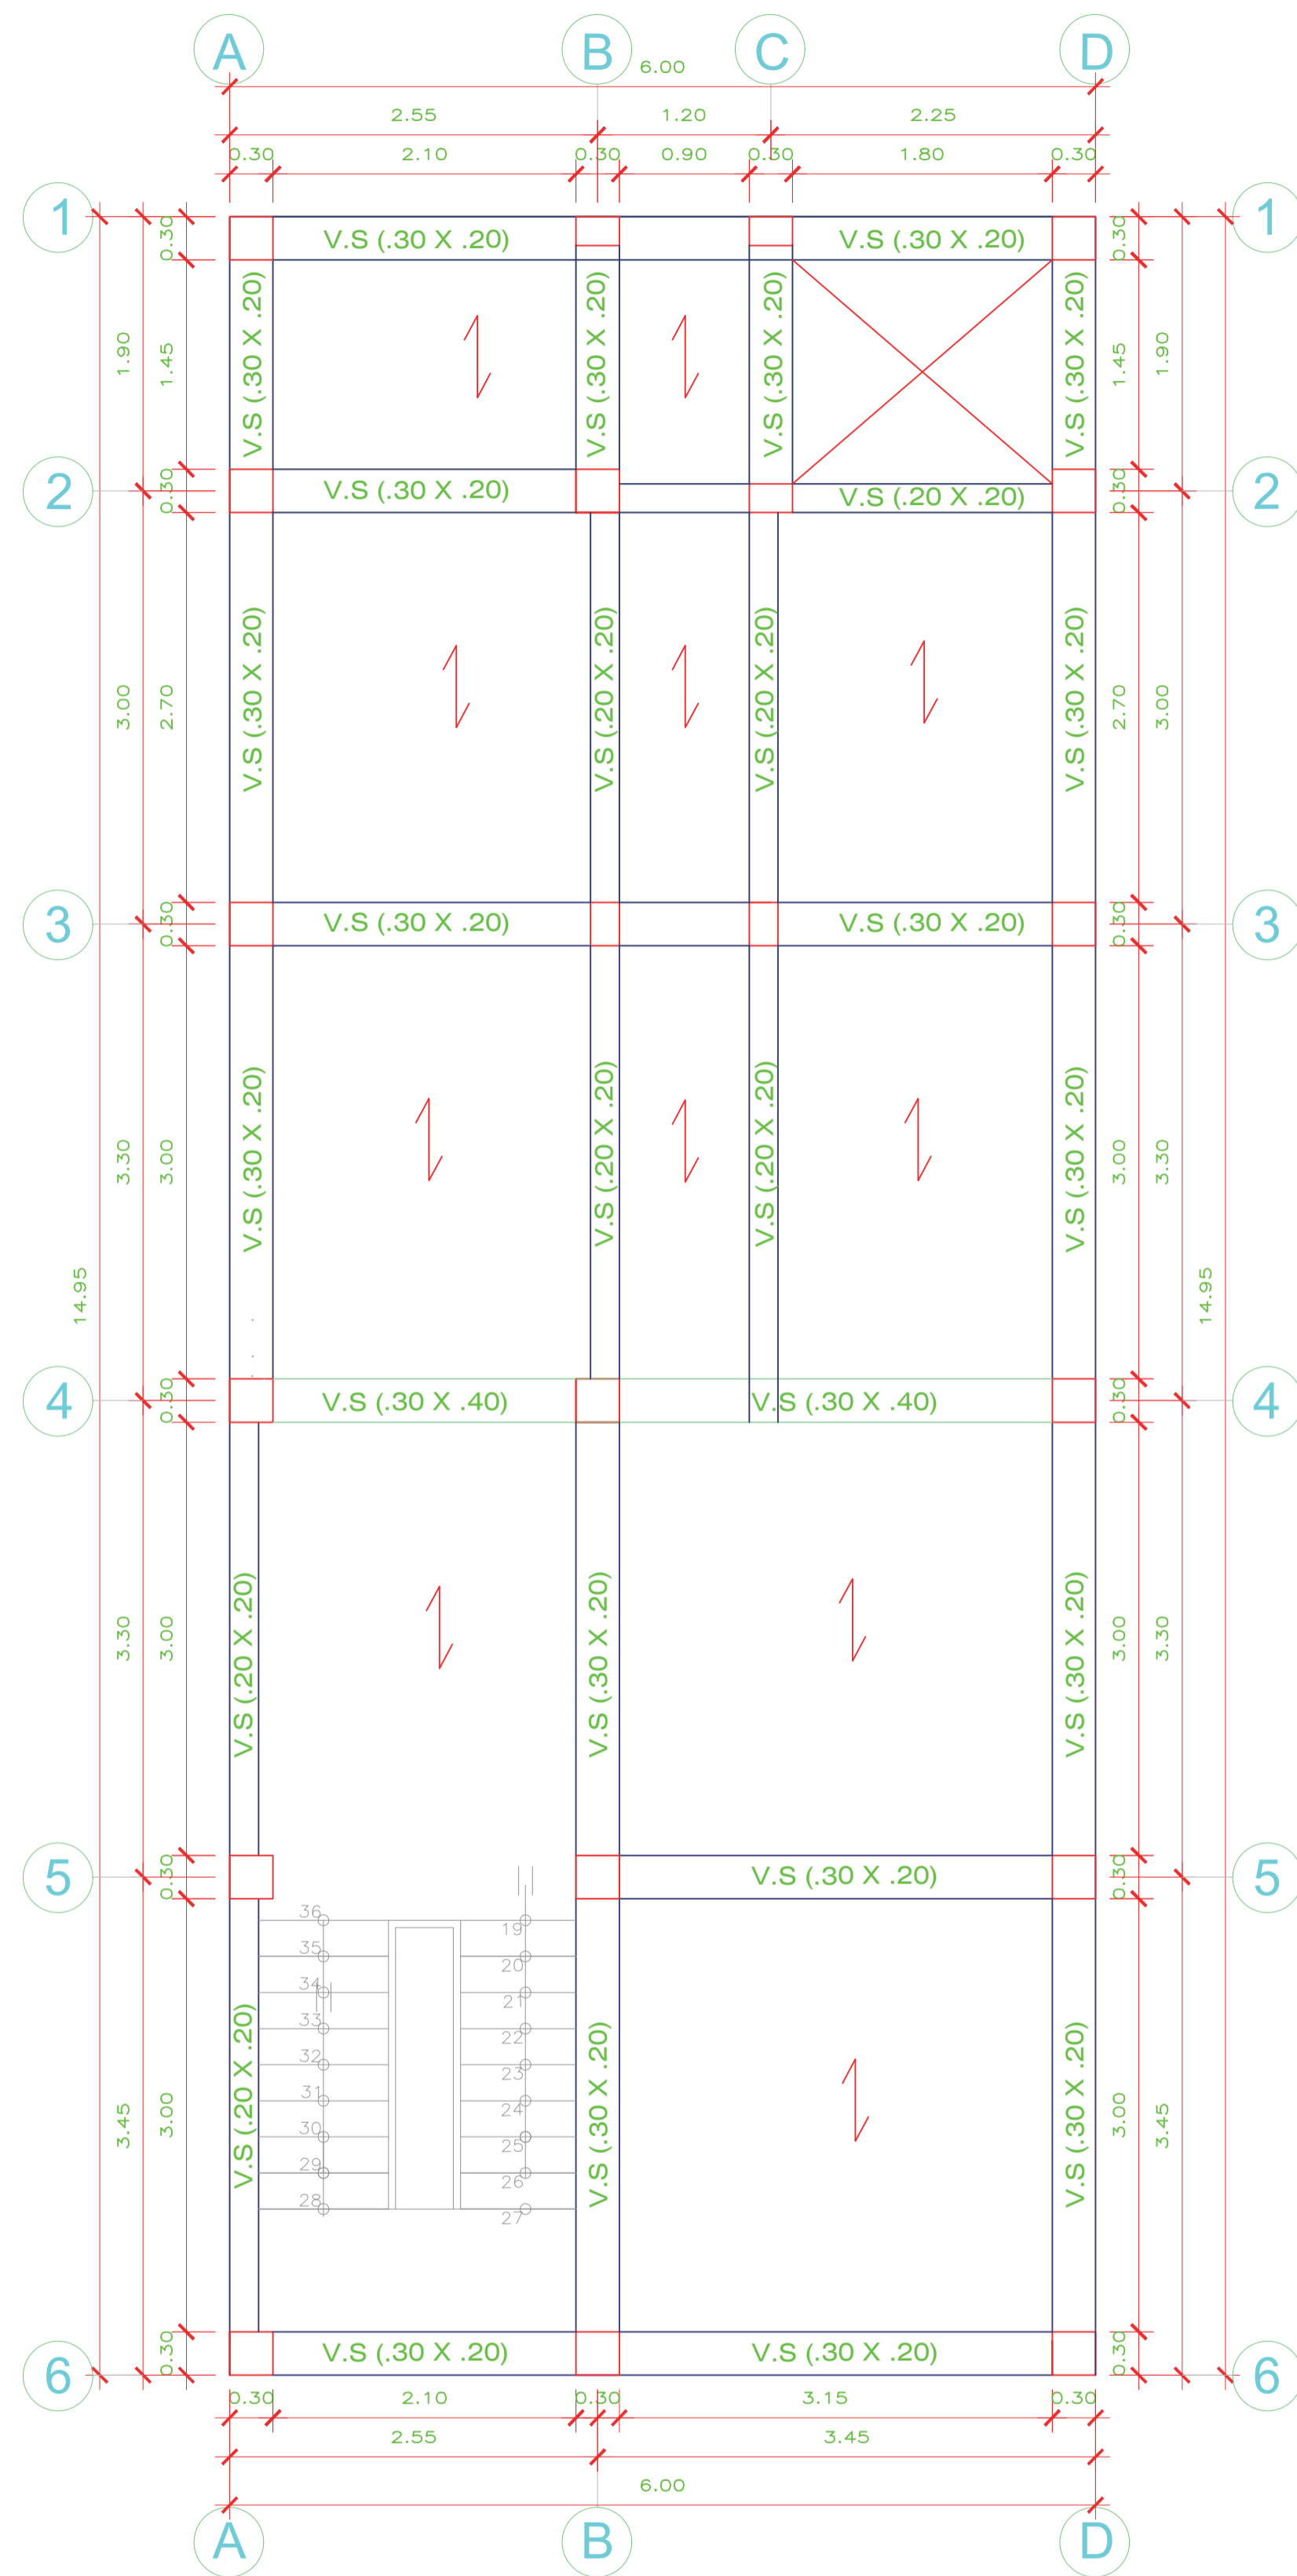 A B C D
6.00
2.55 1.20 2.25
0.30 2.10 0.30 0.90 0.30 1.80 0.30
1 0.30 0.30 1
V.S (.30 X .20) V.S (.30 X .20)
1.90 1.45 V.S (.30 X .20) V.S (.30 X .20) V.S (.30 X .20) V.S (.30 X .20) 1.45 1.90
2 0.30 V.S (.30 X .20) V.S (.20 X .20) 0.30 2
3.00 2.70 V.S (.30 X .20) V.S (.20 X .20) V.S (.20 X .20) V.S (.30 X .20) 2.70 3.00
3 0.30 V.S (.30 X .20) V.S (.30 X .20) 0.30 3
3.30 3.00 V.S (.30 X .20) V.S (.20 X .20) V.S (.20 X .20) V.S (.30 X .20) 3.00 3.30
14.95 14.95
4 0.30 V.S (.30 X .40) V.S (.30 X .40) 0.30 4
3.30 3.00 V.S (.20 X .20) V.S (.30 X .20) V.S (.30 X .20) 3.00 3.30
5 0.30 V.S (.30 X .20) 0.30 5
36 19
35 20
34 21
33 22
32 23
31 24
30 25
29 26
28 27
3.45 3.00 V.S (.20 X .20) V.S (.30 X .20) V.S (.30 X .20) 3.00 3.45
6 0.30 V.S (.30 X .20) V.S (.30 X .20) 0.30 6
0.30 2.10 0.30 3.15 0.30
2.55 3.45
6.00
A B D